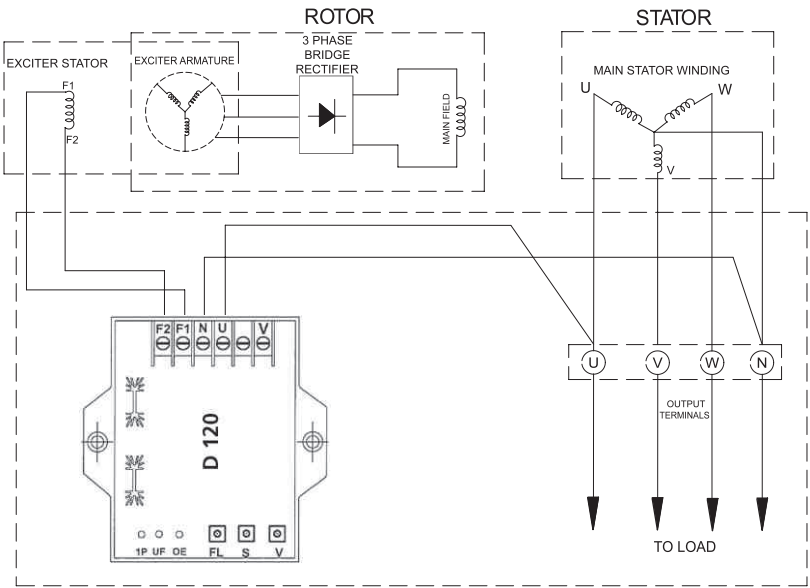 ROTOR
STATOR
EXCITER STATOR
EXCITER ARMATURE
3 PHASE
BRIDGE
RECTIFIER
MAIN FIELD
MAIN STATOR WINDING
F1
F2
U
W
V
F2 F1 N U V
D 120
1P UF OE FL S V
U V W N
OUTPUT
TERMINALS
TO LOAD